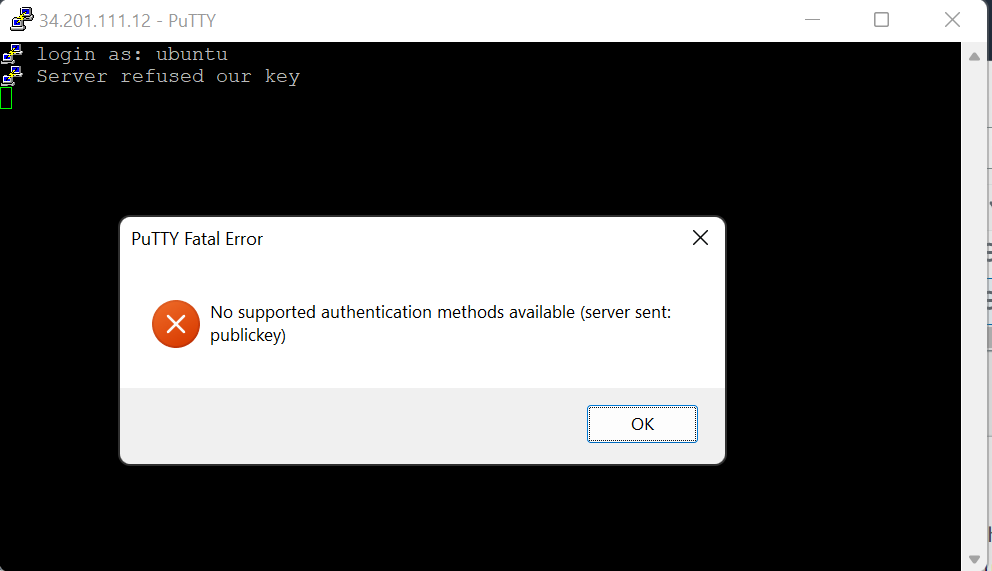 34.201.111.12 - PuTTY
login as: ubuntu
Server refused our key
PuTTY Fatal Error
No supported authentication methods available (server sent:
publickey)
OK